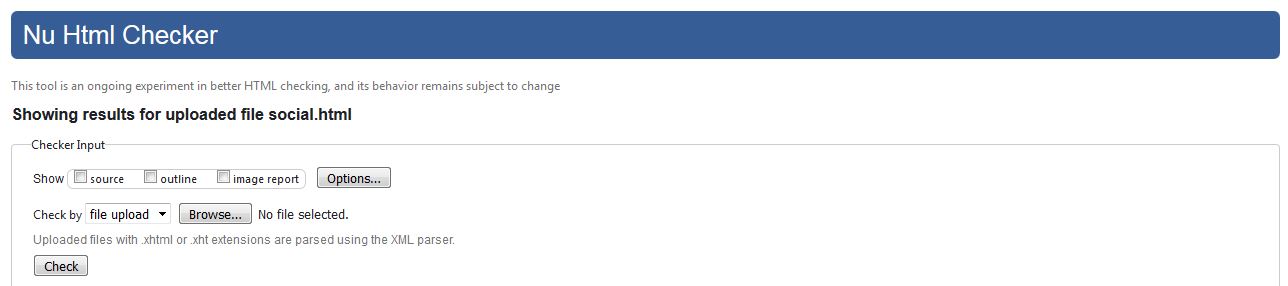 Nu Html Checker
This tool is an ongoing experiment in better HTML checking, and its behavior remains subject to change
Showing results for uploaded file social.html
Checker Input
Show source outline image report Options...
Check by file upload Browse... No file selected.
Uploaded files with .xhtml or .xht extensions are parsed using the XML parser.
Check